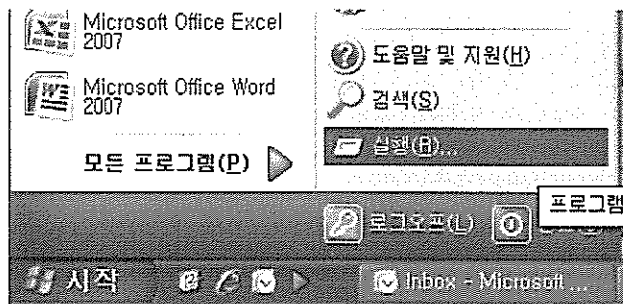 Microsoft Office Excel
2007
Microsoft Office Word
2007
모든 프로그램(P)
도움말 및 지원(H)
검색(S)
실행(R)...
프로그램
로그오프(L)
시작
Inbox - Microsoft ...